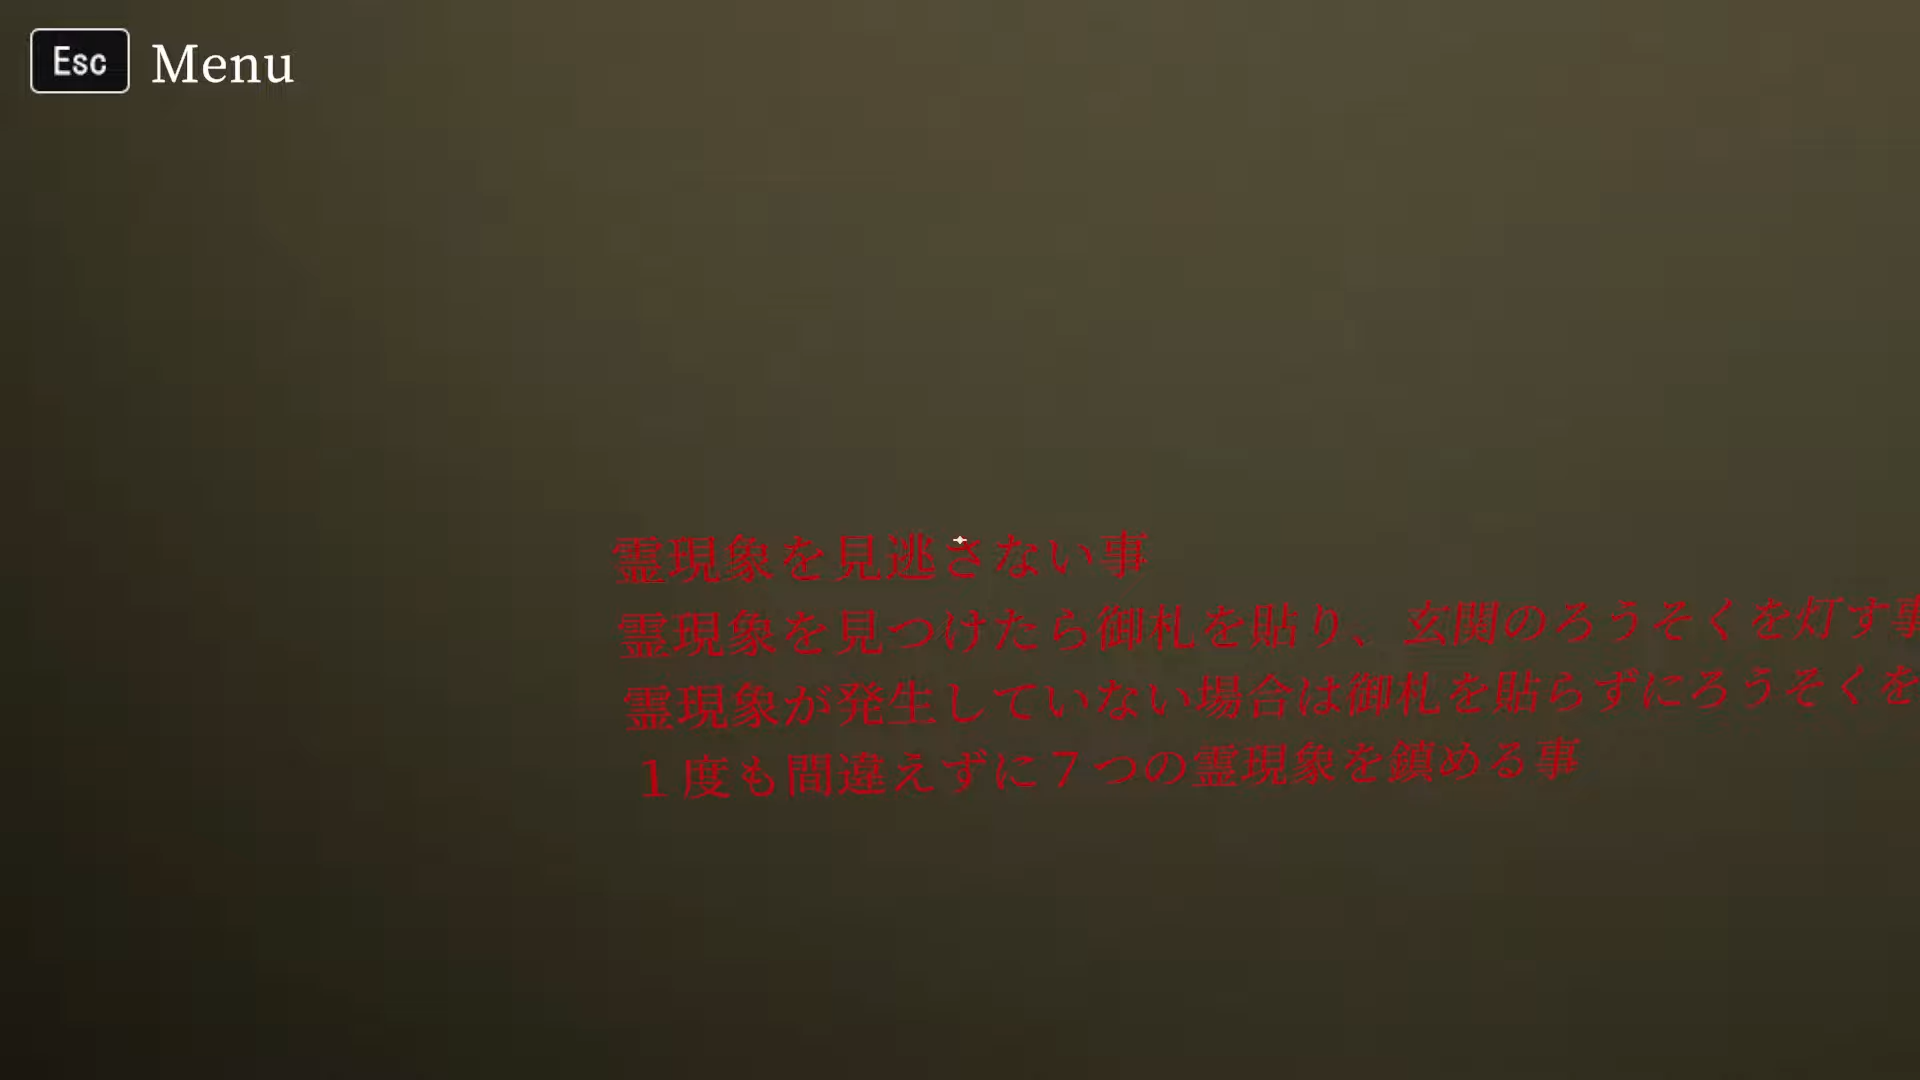 Esc Menu
霊現象を見逃さない事
霊現象を見つけたら御札を貼り、玄関のろうそくを灯す事
霊現象が発生していない場合は御札を貼らずにろうそくを
１度も間違えずに７つの霊現象を鎮める事